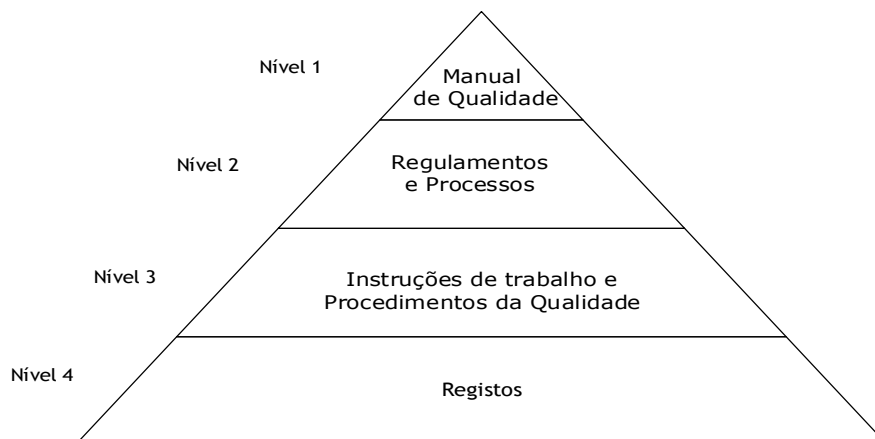 Nível 1
Manual
de Qualidade
Nível 2
Regulamentos
e Processos
Nível 3
Instruções de trabalho e
Procedimentos da Qualidade
Nível 4
Registos